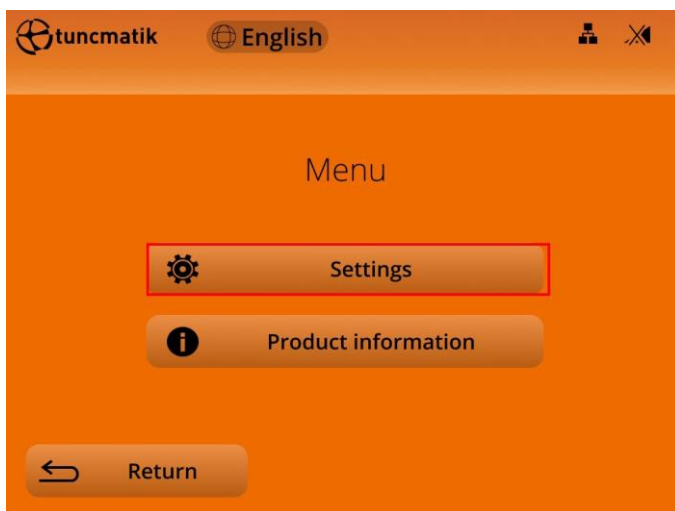 tuncmatik
English
Menu
Settings
Product information
Return